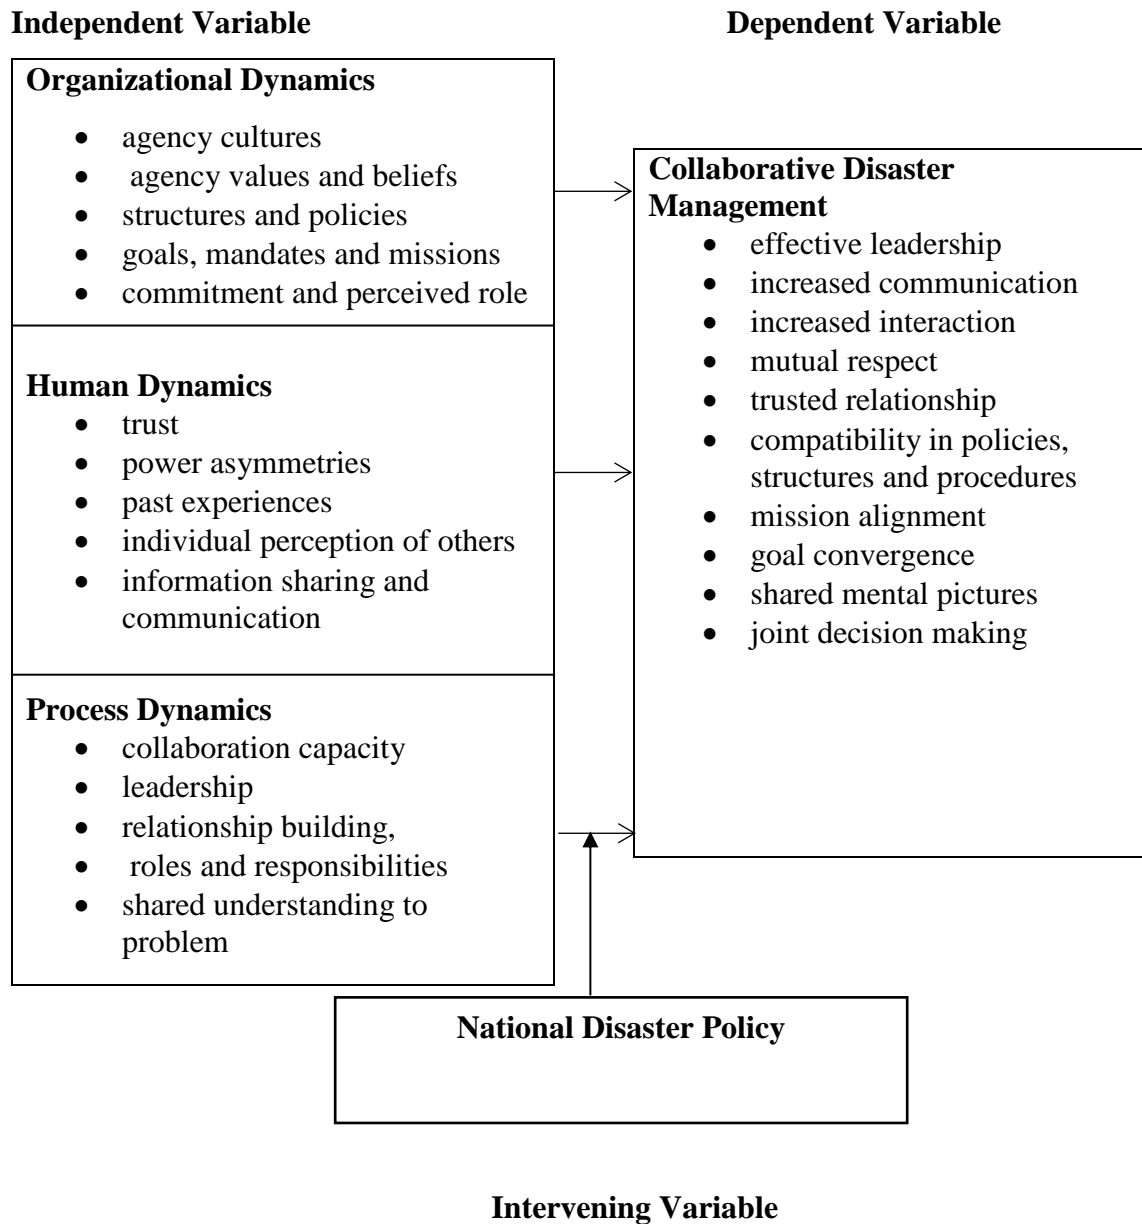 Independent Variable
Dependent Variable
Organizational Dynamics
• agency cultures
• agency values and beliefs
• structures and policies
• goals, mandates and missions
• commitment and perceived role
Human Dynamics
• trust
• power asymmetries
• past experiences
• individual perception of others
• information sharing and
communication
Process Dynamics
• collaboration capacity
• leadership
• relationship building,
• roles and responsibilities
• shared understanding to
problem
Collaborative Disaster
Management
• effective leadership
• increased communication
• increased interaction
• mutual respect
• trusted relationship
• compatibility in policies,
structures and procedures
• mission alignment
• goal convergence
• shared mental pictures
• joint decision making
National Disaster Policy
Intervening Variable